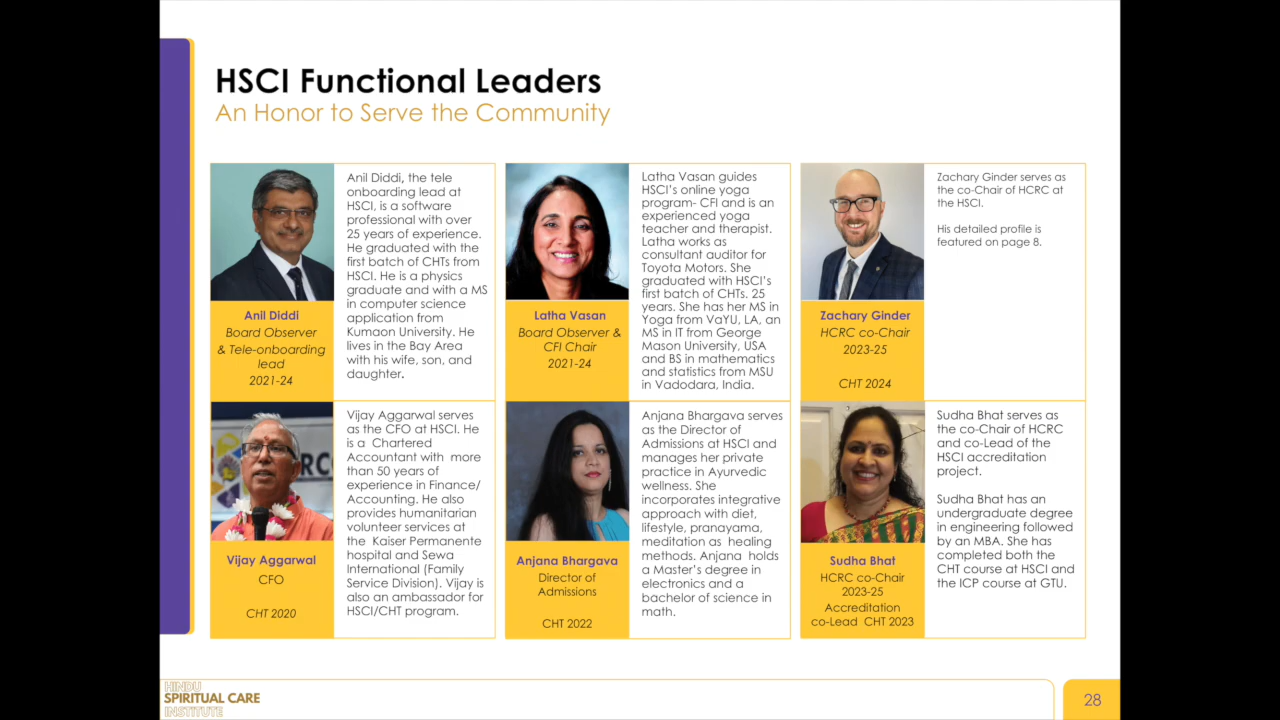 HSCI Functional Leaders
An Honor to Serve the Community
Anil Diddi
Board Observer
& Tele-onboarding
lead
2021-24
Anil Diddi, the tele
onboarding lead at
HSCI, is a software
professional with over
25 years of experience.
He graduated with the
first batch of CHTs from
HSCI. He is a physics
graduate and with a MS
in computer science
application from
Kumaon University. He
lives in the Bay Area
with his wife, son, and
daughter.
Latha Vasan
Board Observer &
CFI Chair
2021-24
Latha Vasan guides
HSCI’s online yoga
program- CFI and is an
experienced yoga
teacher and therapist.
Latha works as
consultant auditor for
Toyota Motors. She
graduated with HSCI’s
first batch of CHTs. 25
years. She has her MS in
Yoga from VaYU, LA, an
MS in IT from George
Mason University, USA
and BS in mathematics
and statistics from MSU
in Vadodara, India.
Zachary Ginder
HCRC co-Chair
2023-25
CHT 2024
Zachary Ginder serves as
the co-Chair of HCRC at
the HSCI.
His detailed profile is
featured on page 8.
RC
Vijay Aggarwal
CFO
CHT 2020
Vijay Aggarwal serves
as the CFO at HSCI. He
is a Chartered
Accountant with more
than 50 years of
experience in Finance/
Accounting. He also
provides humanitarian
volunteer services at
the Kaiser Permanente
hospital and Sewa
International (Family
Service Division). Vijay is
also an ambassador for
HSCI/CHT program.
Anjana Bhargava
Director of
Admissions
CHT 2022
Anjana Bhargava serves
as the Director of
Admissions at HSCI and
manages her private
practice in Ayurvedic
wellness. She
incorporates integrative
approach with diet,
lifestyle, pranayama,
meditation as healing
methods. Anjana holds
a Master’s degree in
electronics and a
bachelor of science in
math.
Sudha Bhat
HCRC co-Chair
2023-25
Accreditation
co-Lead CHT 2023
Sudha Bhat serves as
the co-Chair of HCRC
and co-Lead of the
HSCI accreditation
project.
Sudha Bhat has an
undergraduate degree
in engineering followed
by an MBA. She has
completed both the
CHT course at HSCI and
the ICP course at GTU.
HINDU
SPIRITUAL CARE
INSTITUTE
28